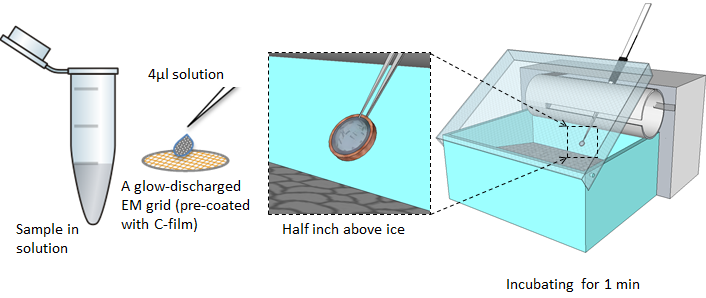 4µl solution
A glow-discharged
EM grid (pre-coated
with C-film)
Sample in
solution
Half inch above ice
Incubating  for 1 min